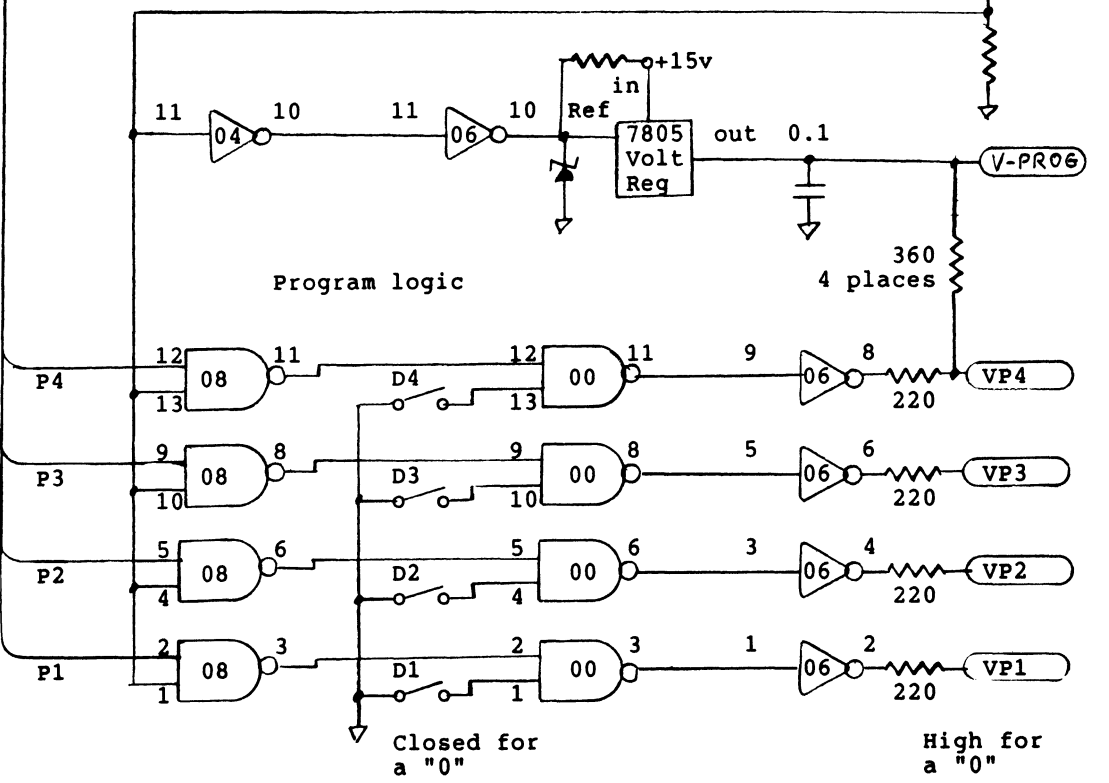 +15v
in
11 10 11 10 Ref
04 06 7805 out 0.1
Volt
Reg
V-PROG
360
4 places
Program logic
12 11 12 11 9 8
P4 08 D4 00 06 VP4
13 13 220
9 8 9 8 5 6
P3 08 D3 00 06 VP3
10 10 220
5 6 5 6 3 4
P2 08 D2 00 06 VP2
4 4 220
2 3 2 3 1 2
P1 08 D1 00 06 VP1
1 1 220
Closed for
a "0"
High for
a "0"